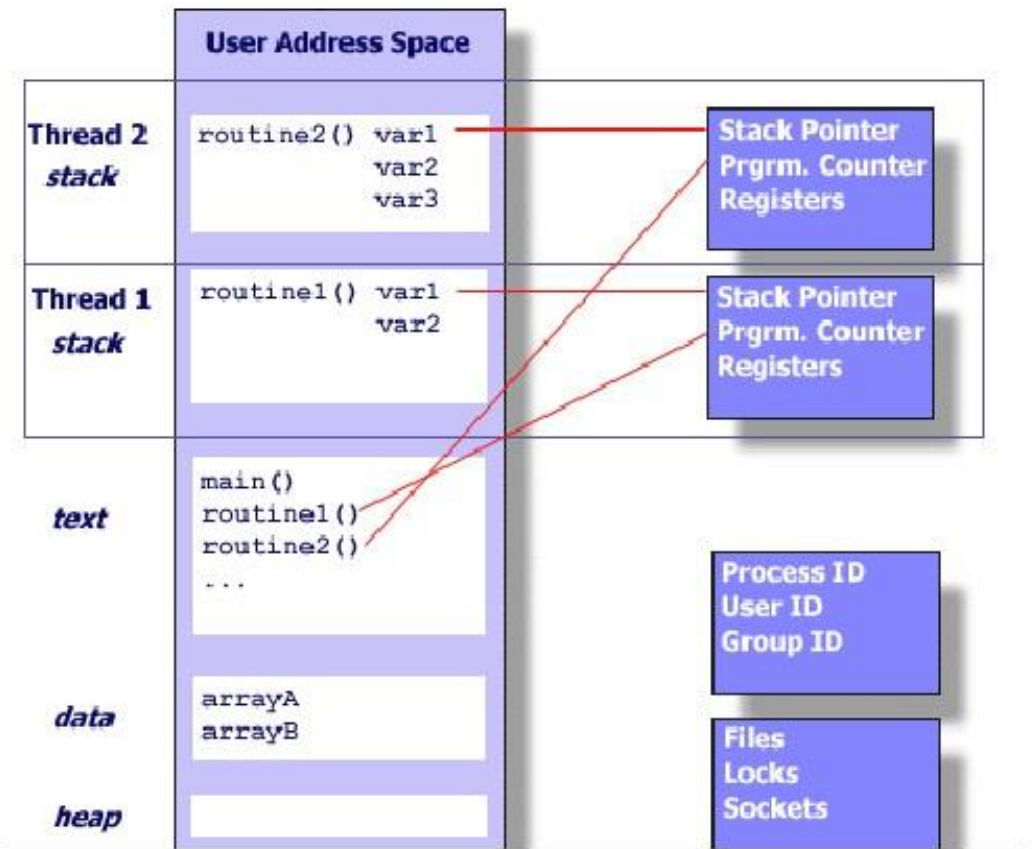 User Address Space
Thread 2
stack
routine2() var1
var2
var3
Stack Pointer
Prgrm. Counter
Registers
Thread 1
stack
routine1() var1
var2
Stack Pointer
Prgrm. Counter
Registers
text
main()
routine1()
routine2()
...
Process ID
User ID
Group ID
data
arrayA
arrayB
Files
Locks
Sockets
heap